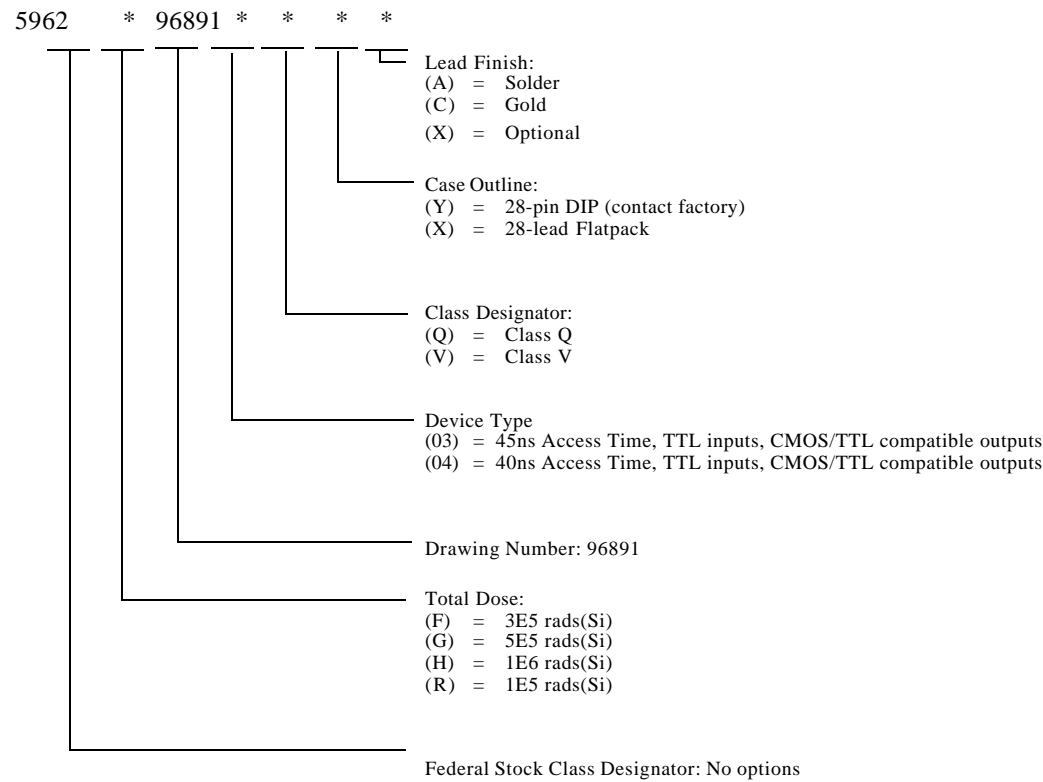 5962 * 96891 * * * *
Lead Finish:
(A) = Solder
(C) = Gold
(X) = Optional
Case Outline:
(Y) = 28-pin DIP (contact factory)
(X) = 28-lead Flatpack
Class Designator:
(Q) = Class Q
(V) = Class V
Device Type
(03) = 45ns Access Time, TTL inputs, CMOS/TTL compatible outputs
(04) = 40ns Access Time, TTL inputs, CMOS/TTL compatible outputs
Drawing Number: 96891
Total Dose:
(F) = 3E5 rads(Si)
(G) = 5E5 rads(Si)
(H) = 1E6 rads(Si)
(R) = 1E5 rads(Si)
Federal Stock Class Designator: No options